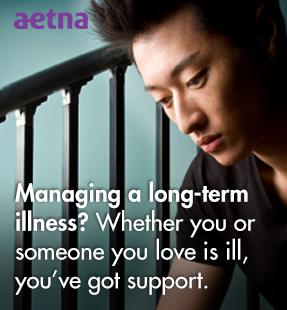 aetna
Managing a long-term
illness? Whether you or
someone you love is ill,
you've got support.